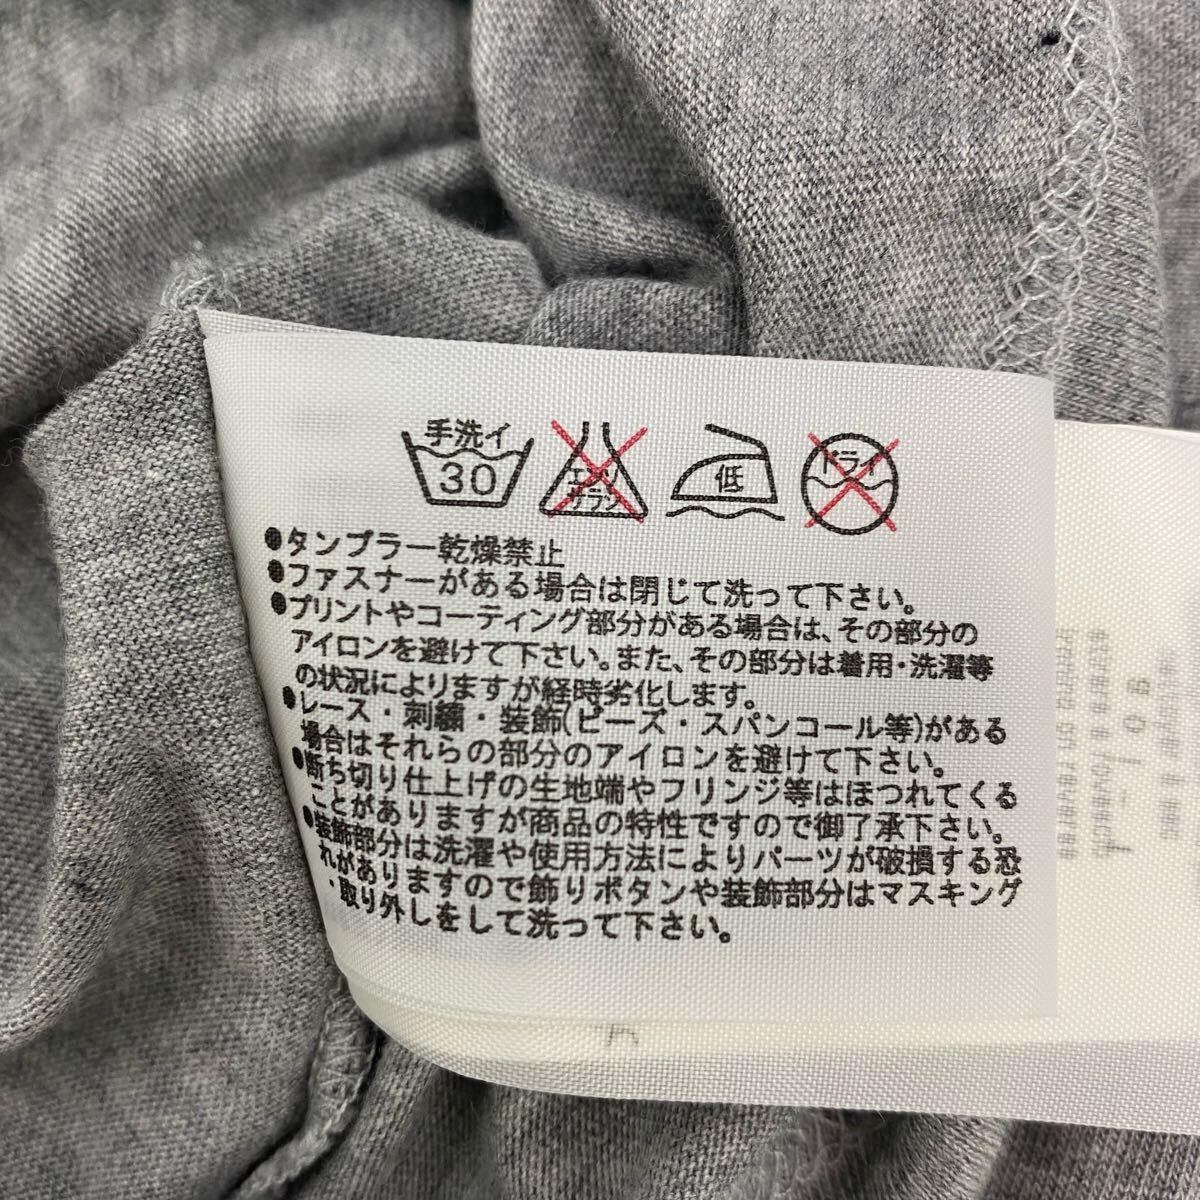 手洗イ
30
エンソ
サラシ
低
ドライ
●タンブラー乾燥禁止
●ファスナーがある場合は閉じて洗って下さい。
●プリントやコーティング部分がある場合は、その部分の
アイロンを避けて下さい。また、その部分は着用・洗濯等
の状況によりますが経時劣化します。
●レース・刺繍・装飾(ビーズ・スパンコール等)がある
場合はそれらの部分のアイロンを避けて下さい。
●断ち切り仕上げの生地端やフリンジ等はほつれてくる
ことがありますが商品の特性ですので御了承下さい。
●装飾部分は洗濯や使用方法によりパーツが破損する恐
れがありますので飾りボタンや装飾部分はマスキング
・取り外しをして洗って下さい。